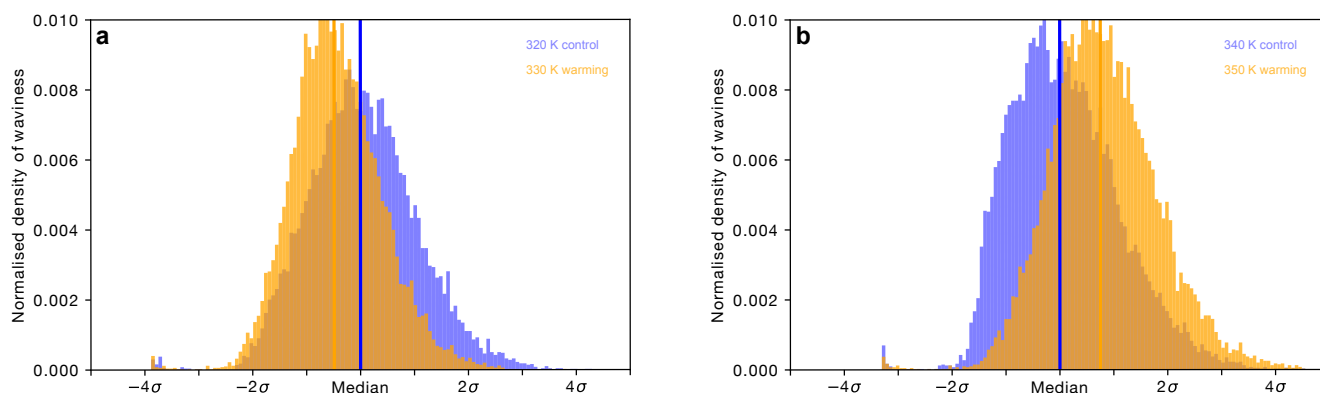 a
320 K control
330 K warming
Normalised density of waviness
0.010
0.008
0.006
0.004
0.002
0.000
−4σ
−2σ
Median
2σ
4σ
b
340 K control
350 K warming
Normalised density of waviness
0.010
0.008
0.006
0.004
0.002
0.000
−4σ
−2σ
Median
2σ
4σ